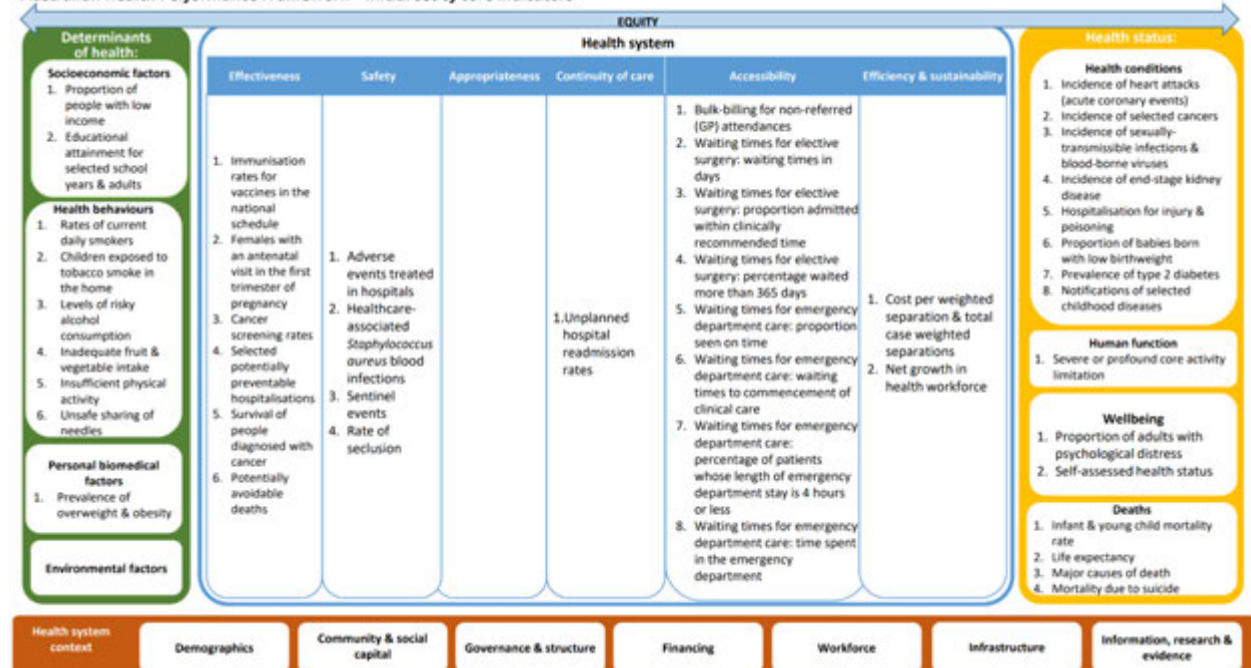 EQUITY
Determinants
of health:
Socioeconomic factors
1. Proportion of
people with low
income
2. Educational
attainment for
selected school
years & adults
Health behaviours
1. Rates of current
daily smokers
2. Children exposed to
tobacco smoke in
the home
3. Levels of risky
alcohol
consumption
4. Inadequate fruit &
vegetable intake
5. Insufficient physical
activity
6. Unsafe sharing of
needles
Personal biomedical
factors
1. Prevalence of
overweight & obesity
Environmental factors
Health system
Effectiveness
1. Immunisation
rates for
vaccines in the
national
schedule
2. Females with
an antenatal
visit in the first
trimester of
pregnancy
3. Cancer
screening rates
4. Selected
potentially
preventable
hospitalisations
5. Survival of
people
diagnosed with
cancer
6. Potentially
avoidable
deaths
Safety
1. Adverse
events treated
in hospitals
2. Healthcare-
associated
Staphylococcus
aureus blood
infections
3. Sentinel
events
4. Rate of
seclusion
Appropriateness
Continuity of care
1.Unplanned
hospital
readmission
rates
Accessibility
1. Bulk-billing for non-referred
(GP) attendances
2. Waiting times for elective
surgery: waiting times in
days
3. Waiting times for elective
surgery: proportion admitted
within clinically
recommended time
4. Waiting times for elective
surgery: percentage waited
more than 365 days
5. Waiting times for emergency
department care: proportion
seen on time
6. Waiting times for emergency
department care: waiting
times to commencement of
clinical care
7. Waiting times for emergency
department care:
percentage of patients
whose length of emergency
department stay is 4 hours
or less
8. Waiting times for emergency
department care: time spent
in the emergency
department
Efficiency & sustainability
1. Cost per weighted
separation & total
case weighted
separations
2. Net growth in
health workforce
Health status:
Health conditions
1. Incidence of heart attacks
(acute coronary events)
2. Incidence of selected cancers
3. Incidence of sexually-
transmissible infections &
blood-borne viruses
4. Incidence of end-stage kidney
disease
5. Hospitalisation for injury &
poisoning
6. Proportion of babies born
with low birthweight
7. Prevalence of type 2 diabetes
8. Notifications of selected
childhood diseases
Human function
1. Severe or profound core activity
limitation
Wellbeing
1. Proportion of adults with
psychological distress
2. Self-assessed health status
Deaths
1. Infant & young child mortality
rate
2. Life expectancy
3. Major causes of death
4. Mortality due to suicide
Health system
context
Demographics
Community & social
capital
Governance & structure
Financing
Workforce
Infrastructure
Information, research &
evidence